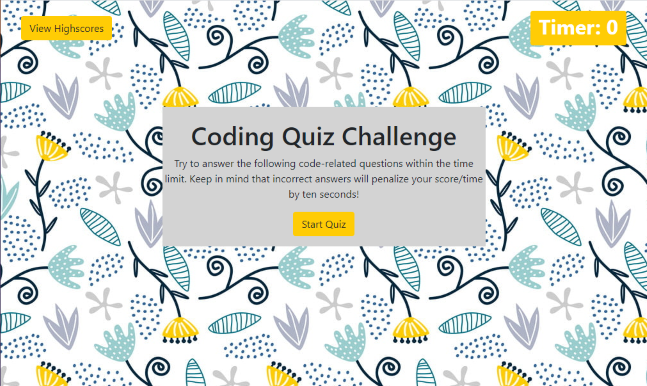 View Highscores
Timer: 0
Coding Quiz Challenge
Try to answer the following code-related questions within the time
limit. Keep in mind that incorrect answers will penalize your score/time
by ten seconds!
Start Quiz